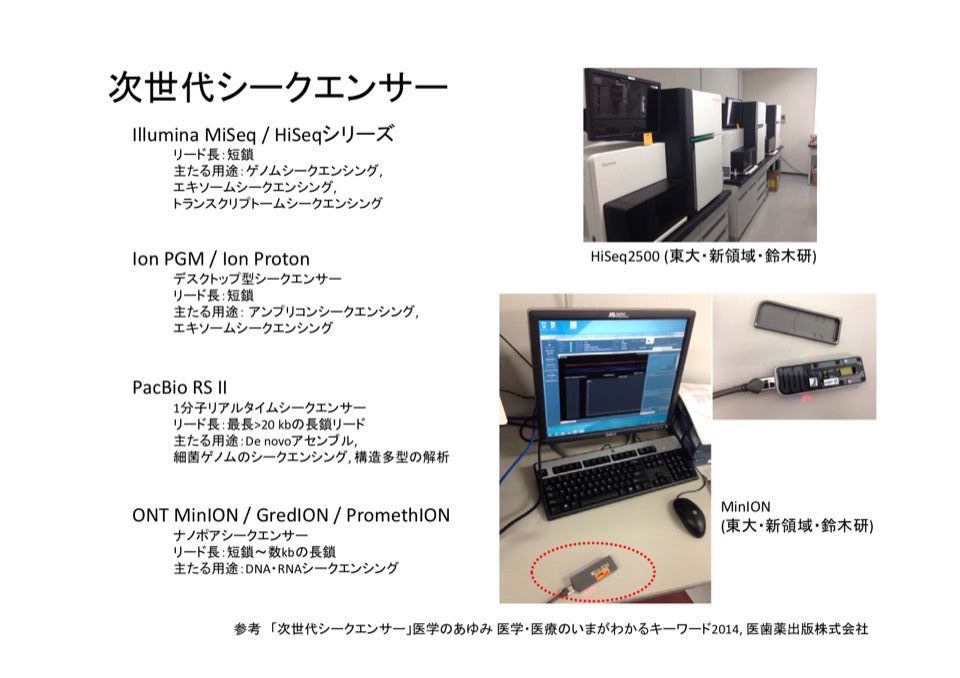 次世代シークエンサー
Illumina MiSeq / HiSeqシリーズ
リード長：短鎖
主たる用途：ゲノムシークエンシング,
エキソームシークエンシング,
トランスクリプトームシークエンシング
Ion PGM / Ion Proton
デスクトップ型シークエンサー
リード長：短鎖
主たる用途： アンプリコンシークエンシング,
エキソームシークエンシング
PacBio RS II
1分子リアルタイムシークエンサー
リード長：最長>20 kbの長鎖リード
主たる用途：De novoアセンブル,
細菌ゲノムのシークエンシング, 構造多型の解析
ONT MinION / GredION / PromethION
ナノポアシークエンサー
リード長：短鎖～数kbの長鎖
主たる用途：DNA・RNAシークエンシング
HiSeq2500 (東大・新領域・鈴木研)
MinION
(東大・新領域・鈴木研)
参考 「次世代シークエンサー」医学のあゆみ 医学・医療のいまがわかるキーワード2014, 医歯薬出版株式会社